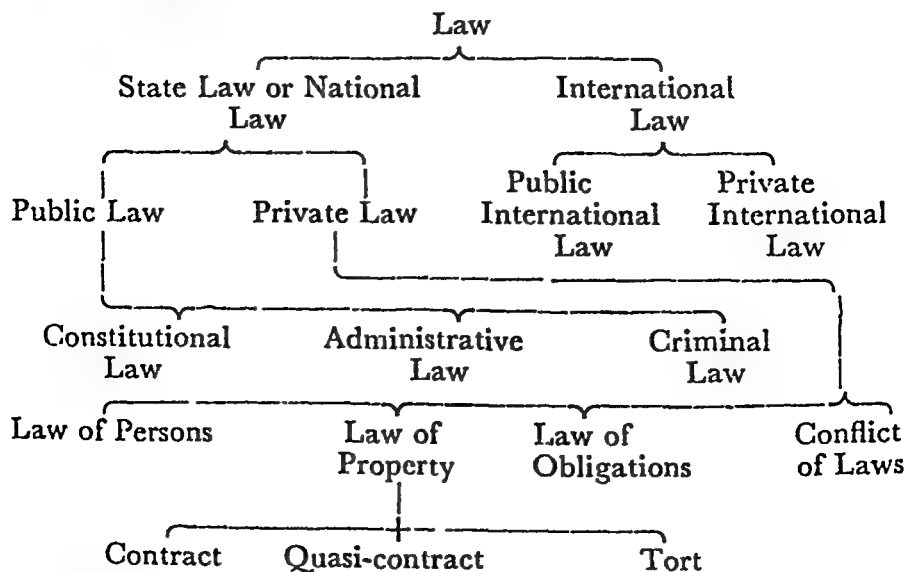 Law
State Law or National International
Law Law
Public Private
Public Law Private Law International International
Law Law
Constitutional Administrative Criminal
Law Law Law
Law of Persons Law of Law of Conflict
Property Obligations of Laws
Contract Quasi-contract Tort